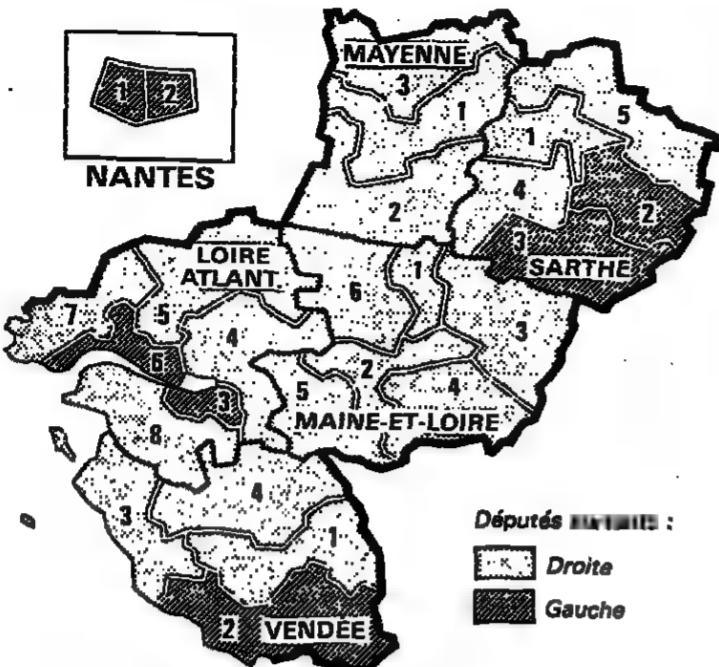 MAYENNE
3
1
2
5
1
4
2
3
SARTHE
1 2
NANTES
LOIRE
ATLANT
7
5
4
6
3
8
6
1
3
2
5
4
MAINE-ET-LOIRE
4
3
1
2
VENDÉE
Députés :
Droite
Gauche